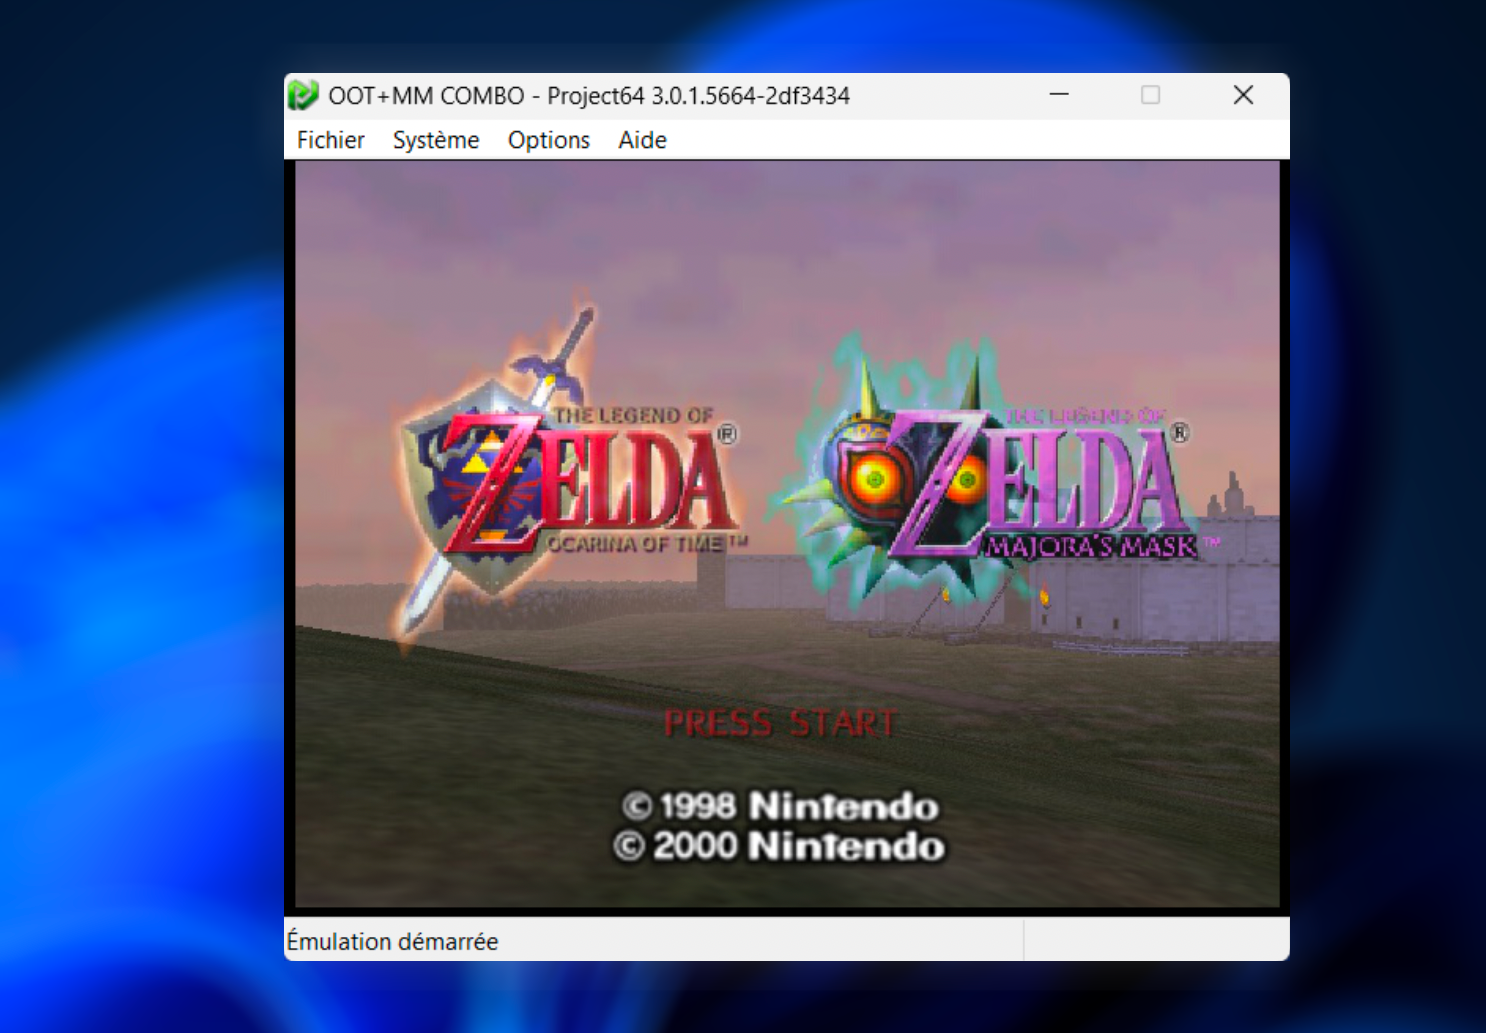 OOT+MM COMBO - Project64 3.0.1.5664-2df3434
Fichier Système Options Aide
THE LEGEND OF
ZELDA®
OCARINA OF TIME™
THE LEGEND OF
ZELDA®
MAJORA'S MASK™
PRESS START
© 1998 Nintendo
© 2000 Nintendo
Émulation démarrée